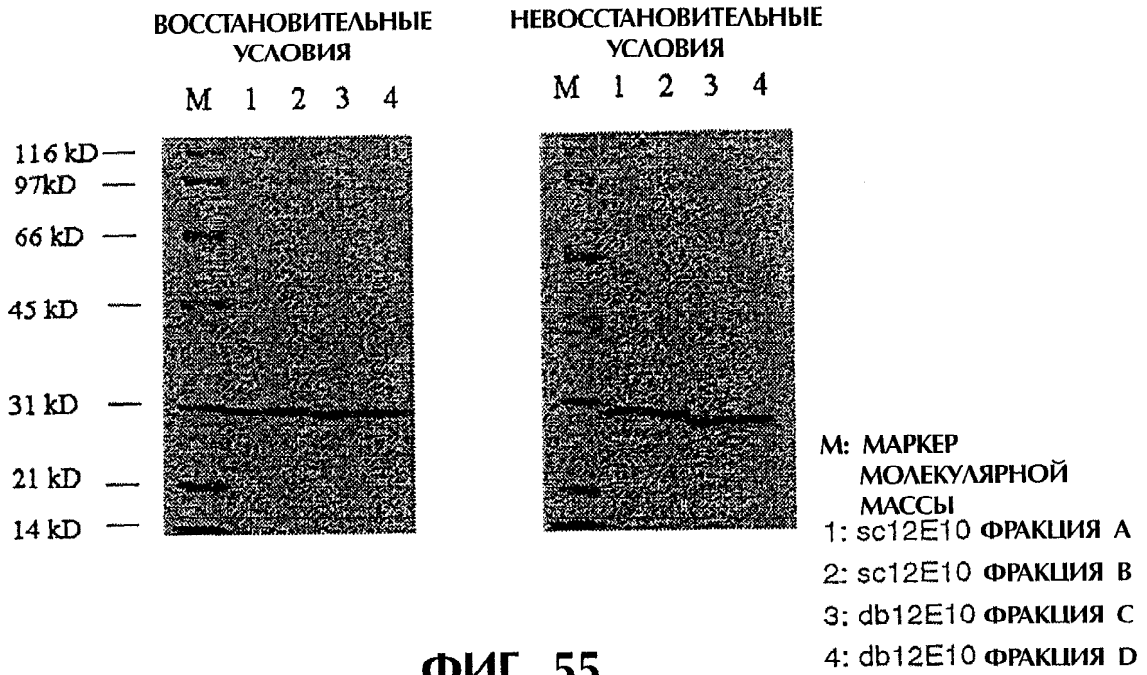 ВОССТАНОВИТЕЛЬНЫЕ
УСЛОВИЯ
M 1 2 3 4
116 kD
97kD
66 kD
45 kD
31 kD
21 kD
14 kD
НЕВОССТАНОВИТЕЛЬНЫЕ
УСЛОВИЯ
M 1 2 3 4
М: МАРКЕР
МОЛЕКУЛЯРНОЙ
МАССЫ
1: sc12E10 ФРАКЦИЯ A
2: sc12E10 ФРАКЦИЯ B
3: db12E10 ФРАКЦИЯ C
4: db12E10 ФРАКЦИЯ D
ФИГ. 55